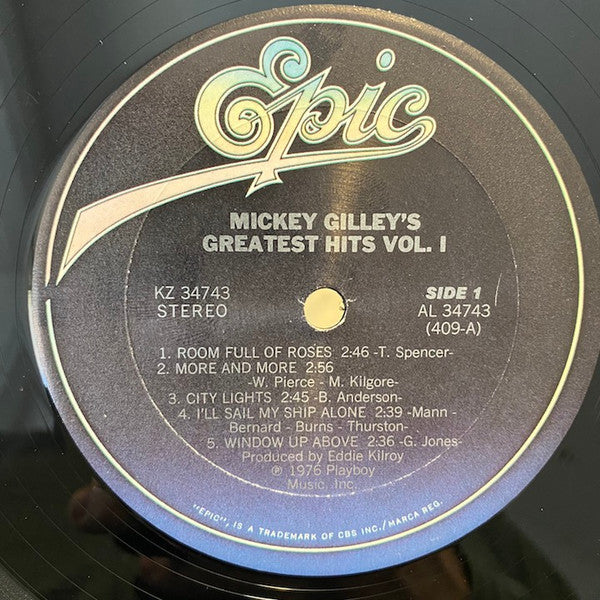 Epic
MICKEY GILLEY'S
GREATEST HITS VOL. I
KZ 34743
STEREO
SIDE 1
AL 34743
(409-A)
1. ROOM FULL OF ROSES 2:46 -T. Spencer-
2. MORE AND MORE 2:56
-W. Pierce - M. Kilgore-
3. CITY LIGHTS 2:45 -B. Anderson-
4. I'LL SAIL MY SHIP ALONE 2:39 -Mann -
Bernard - Burns - Thurston-
5. WINDOW UP ABOVE 2:36 -G. Jones-
Produced by Eddie Kilroy
℗ 1976 Playboy
Music, Inc.
"EPIC", IS A TRADEMARK OF CBS INC./MARCA REG.